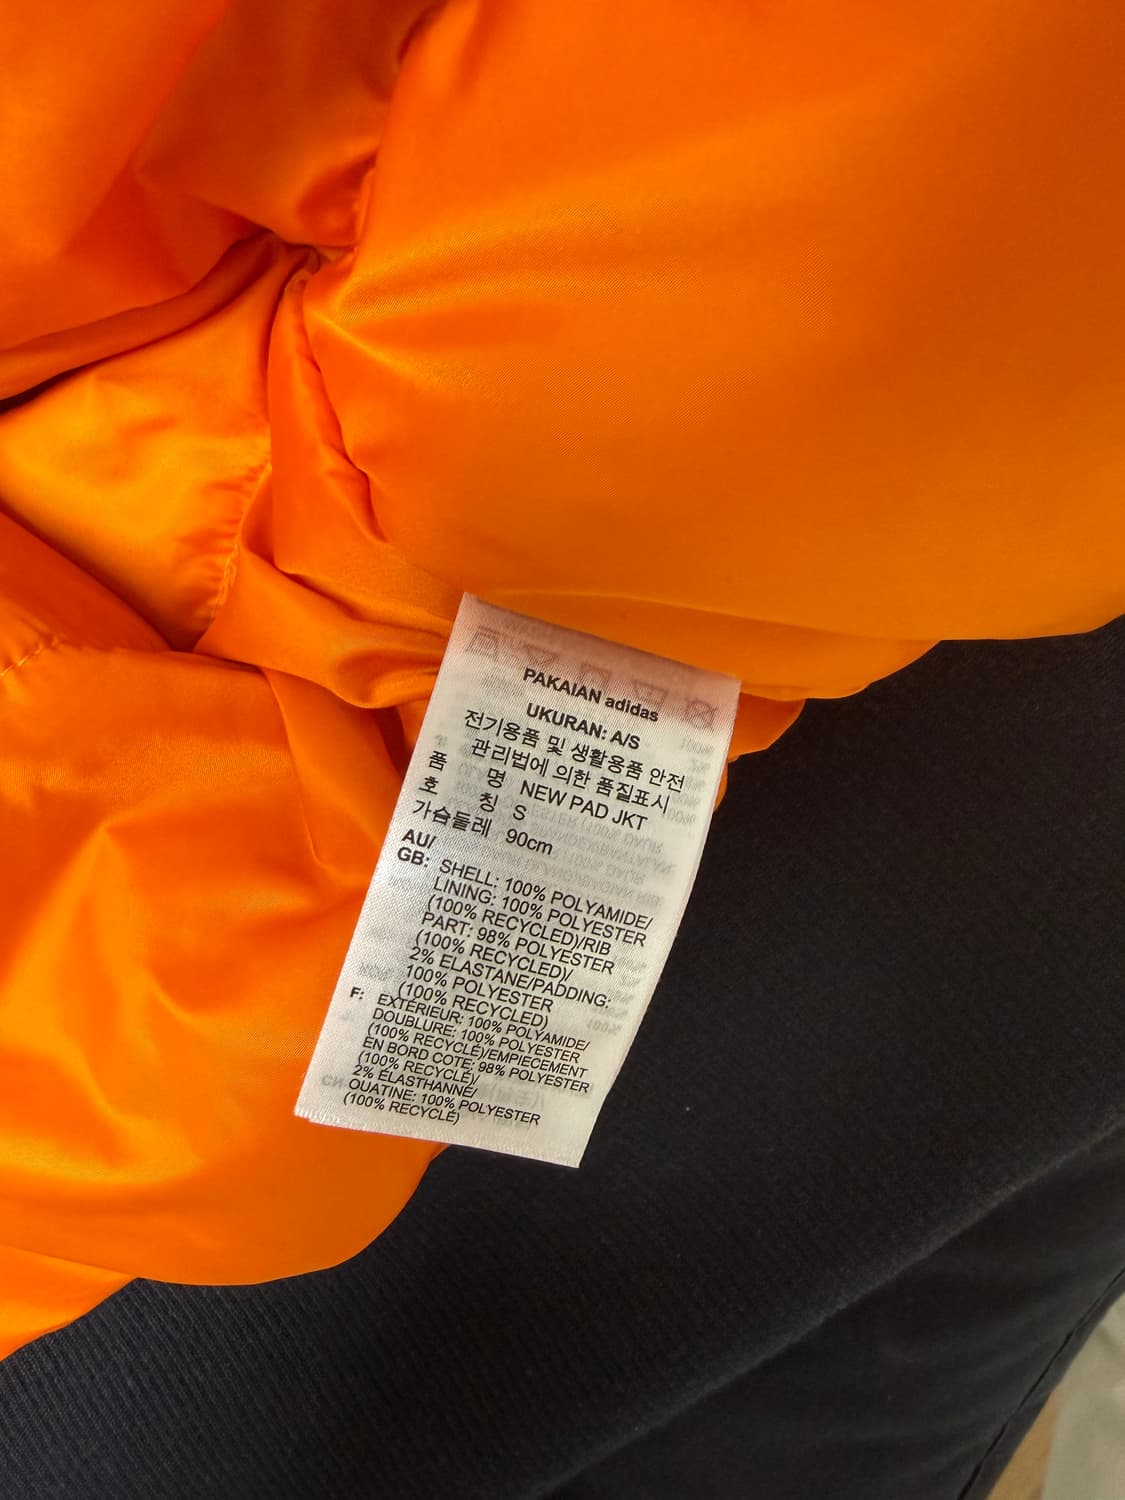 PAKAIAN adidas
UKURAN: A/S
전기용품 및 생활용품 안전
관리법에 의한 품질표시
품 명 NEW PAD JKT
호 칭 S
가슴둘레 90cm
AU/
GB: SHELL: 100% POLYAMIDE/
LINING: 100% POLYESTER
(100% RECYCLED)/RIB
PART: 98% POLYESTER
(100% RECYCLED)/
2% ELASTANE/PADDING:
100% POLYESTER
(100% RECYCLED)
F: EXTÉRIEUR: 100% POLYAMIDE/
DOUBLURE: 100% POLYESTER
(100% RECYCLÉ)/EMPIECEMENT
EN BORD COTE: 98% POLYESTER
(100% RECYCLÉ)/
2% ÉLASTHANNE/
OUATINE: 100% POLYESTER
(100% RECYCLÉ)